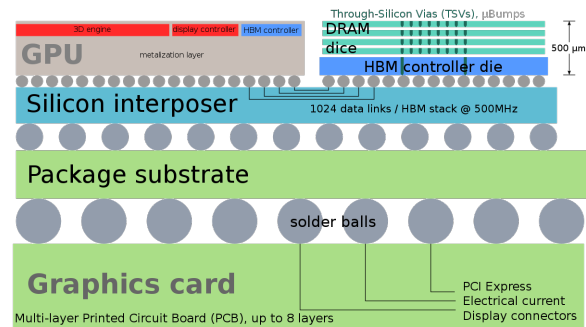 Through-Silicon Vias (TSVs), µBumps
3D engine
display controller
HBM controller
DRAM
dice
GPU
metalization layer
500 µm
HBM controller die
Silicon interposer
1024 data links / HBM stack @ 500MHz
Package substrate
solder balls
Graphics card
PCI Express
Electrical current
Display connectors
Multi-layer Printed Circuit Board (PCB), up to 8 layers